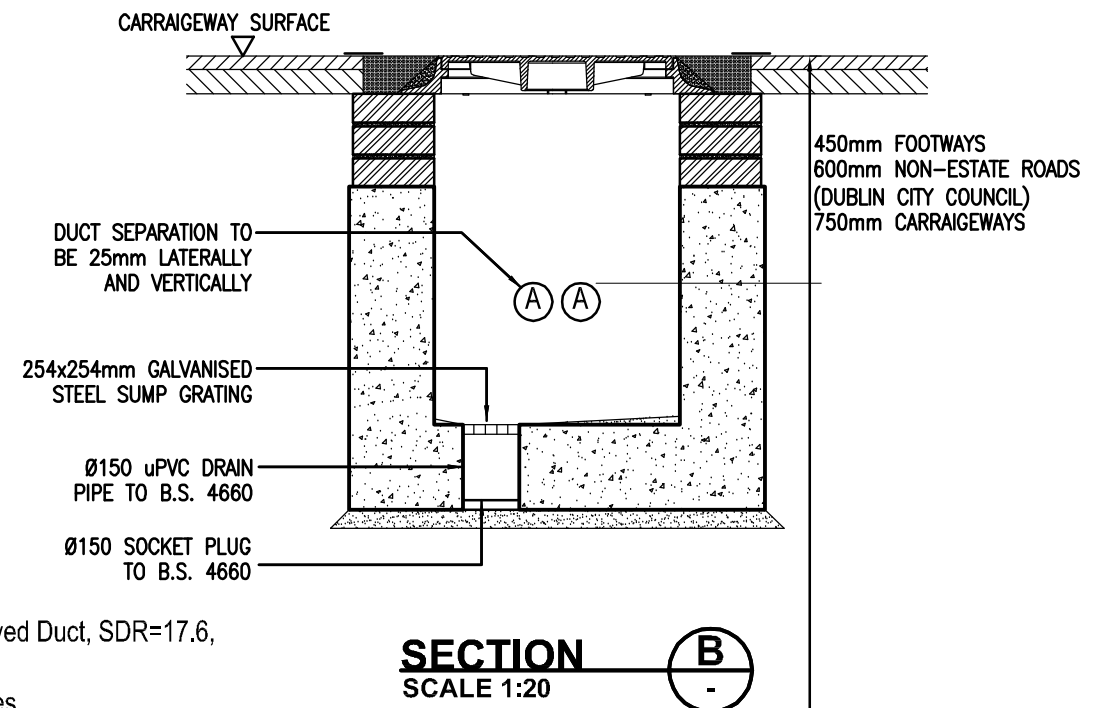 CARRAIGEWAY SURFACE
450mm FOOTWAYS
600mm NON-ESTATE ROADS
(DUBLIN CITY COUNCIL)
750mm CARRAIGEWAYS
DUCT SEPARATION TO
BE 25mm LATERALLY
AND VERTICALLY
A A
254x254mm GALVANISED
STEEL SUMP GRATING
Ø150 uPVC DRAIN
PIPE TO B.S. 4660
Ø150 SOCKET PLUG
TO B.S. 4660
Duct, SDR=17.6,
SECTION B
SCALE 1:20 -